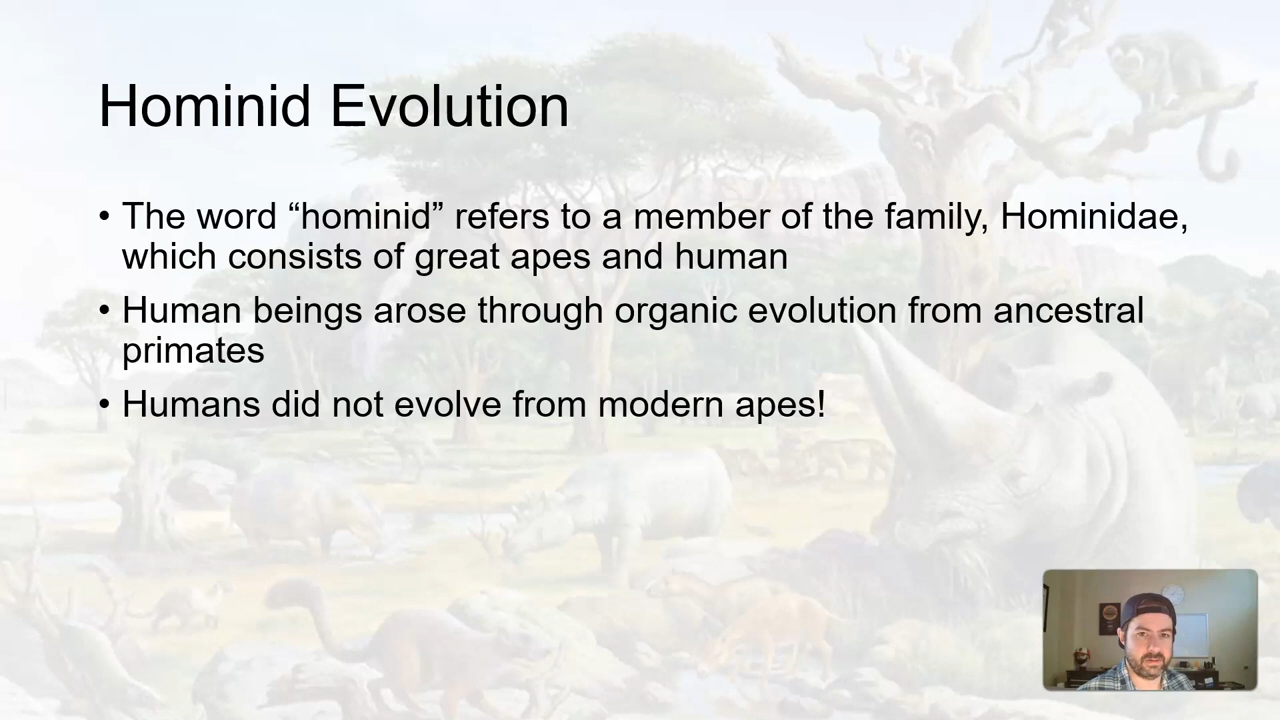 Hominid Evolution
• The word “hominid” refers to a member of the family, Hominidae,
which consists of great apes and human
• Human beings arose through organic evolution from ancestral
primates
• Humans did not evolve from modern apes!